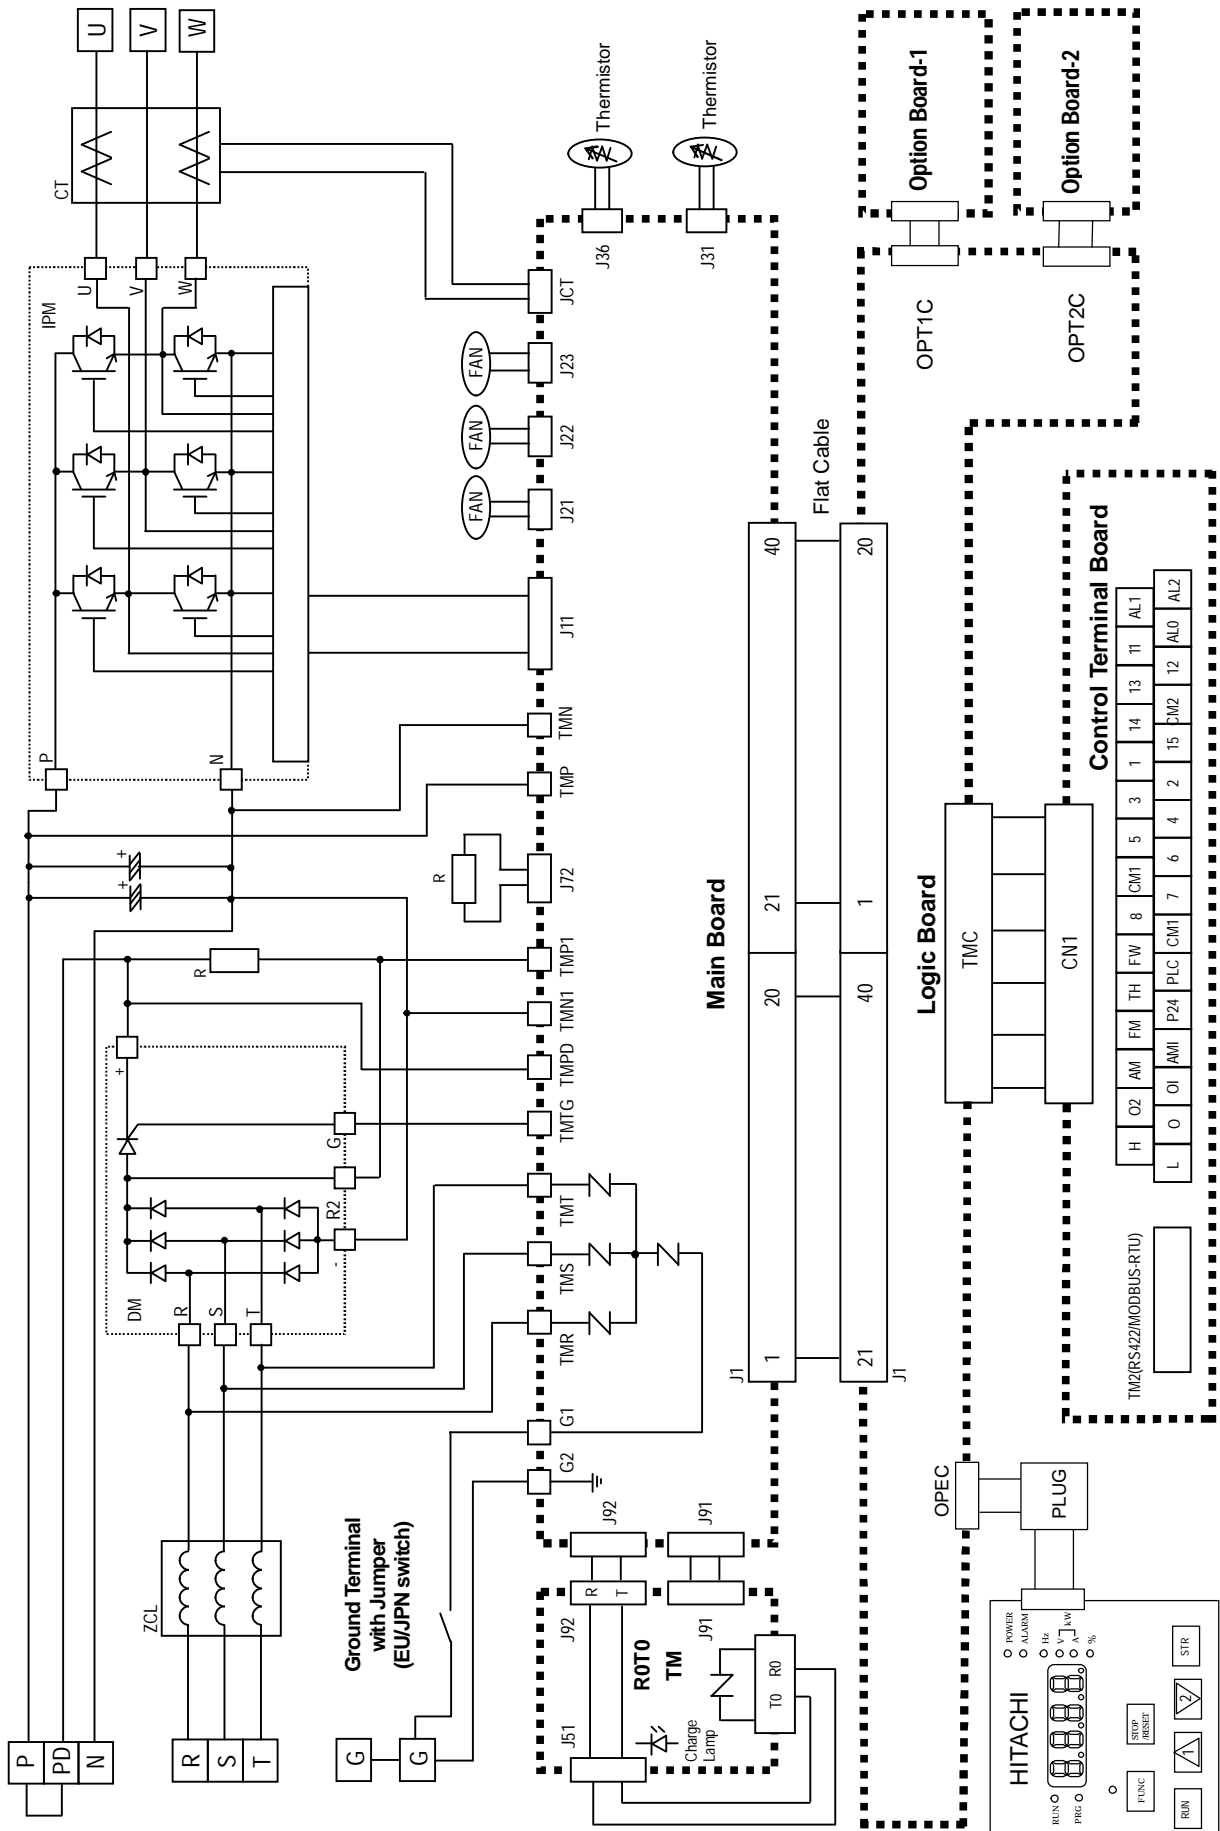 P
PD
N
R
S
T
ZCL
G
G
Ground Terminal
with Jumper
(EU/JPN switch)
DM
R
S
T
-
R2
G
+
R
P
N
IPM
U
V
W
CT
U
V
W
R
FAN
FAN
FAN
G2
G1
TMR
TMS
TMT
TMTG
TMPD
TMN1
TMP1
J72
TMP
TMN
J11
J21
J22
J23
JCT
J36
Thermistor
J31
Thermistor
J51
J92
R
T
J92
J91
J91
R0T0
TM
Charge
Lamp
T0 R0
Main Board
J1
1
20
21
40
Flat Cable
J1
21
40
1
20
OPT1C
Option Board-1
OPT2C
Option Board-2
Logic Board
OPEC
PLUG
TMC
CN1
Control Terminal Board
H O2 AM FM TH FW 8 CM1 5 3 1 14 13 11 AL1
L O OI AMI P24 PLC CM1 7 6 4 2 15 CM2 12 AL0 AL2
TM2(RS422/MODBUS-RTU)
HITACHI
POWER
ALARM
Hz
V
kW
A
%
RUN
PRG
8888
FUNC
STOP
/RESET
RUN
1
2
STR